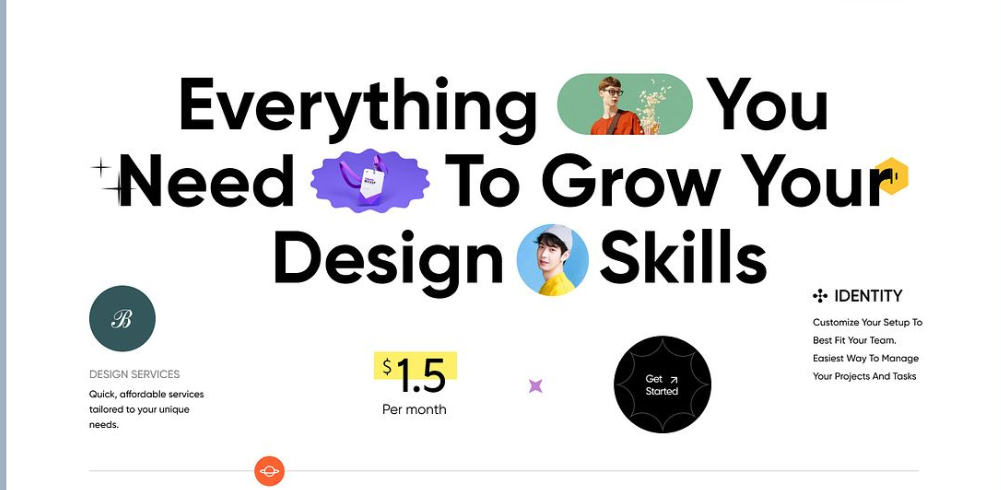 Everything You
Need To Grow Your
Design Skills
B
DESIGN SERVICES
Quick, affordable services
tailored to your unique
needs.
$1.5
Per month
Get
Started
IDENTITY
Customize Your Setup To
Best Fit Your Team.
Easiest Way To Manage
Your Projects And Tasks